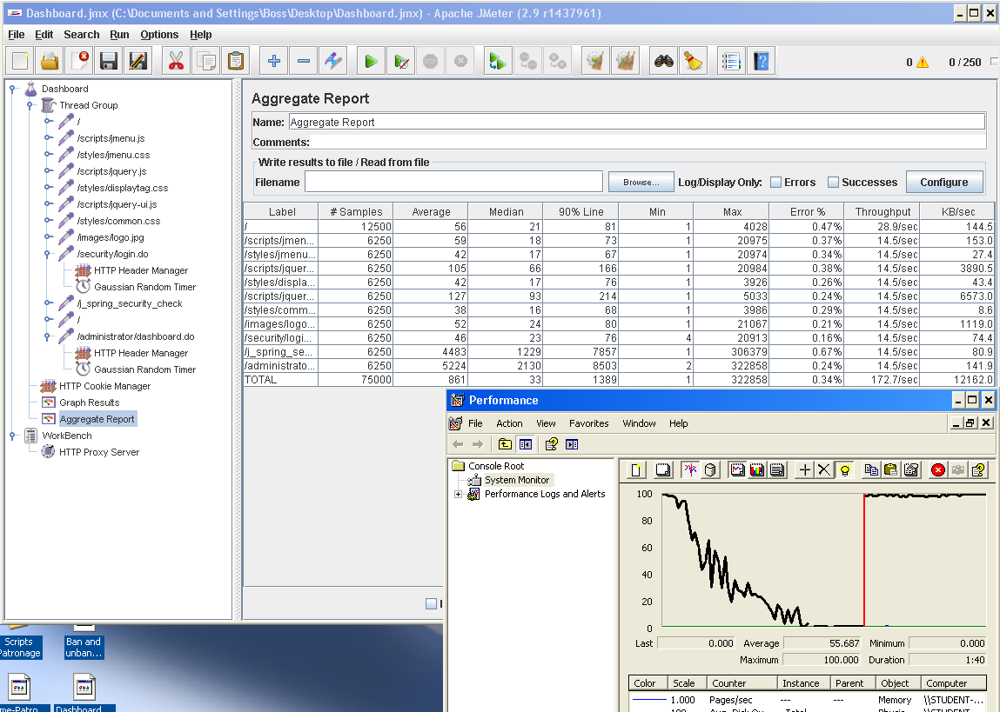 Dashboard.jmx (C:\Documents and Settings\Boss\Desktop\Dashboard.jmx) - Apache JMeter (2.9 r1437961)
File Edit Search Run Options Help
0 0 / 250
Dashboard
Thread Group
/
/scripts/jmenu.js
/styles/jmenu.css
/scripts/jquery.js
/styles/displaytag.css
/scripts/jquery-ui.js
/styles/common.css
/images/logo.jpg
/security/login.do
HTTP Header Manager
Gaussian Random Timer
/j_spring_security_check
/
/administrator/dashboard.do
HTTP Header Manager
Gaussian Random Timer
HTTP Cookie Manager
Graph Results
Aggregate Report
WorkBench
HTTP Proxy Server
Aggregate Report
Name: Aggregate Report
Comments:
Write results to file / Read from file
Filename Browse... Log/Display Only: Errors Successes Configure
Label # Samples Average Median 90% Line Min Max Error % Throughput KB/sec
/ 12500 56 21 81 1 4028 0.47% 28.9/sec 144.5
/scripts/jmen... 6250 59 18 73 1 20975 0.37% 14.5/sec 153.0
/styles/jmenu... 6250 42 17 67 1 20974 0.34% 14.5/sec 27.4
/scripts/jquer... 6250 105 66 166 1 20984 0.38% 14.5/sec 3890.5
/styles/displa... 6250 42 17 76 1 3926 0.26% 14.5/sec 43.4
/scripts/jquer... 6250 127 93 214 1 5033 0.24% 14.5/sec 6573.0
/styles/comm... 6250 38 16 68 1 3986 0.29% 14.5/sec 8.6
/images/logo... 6250 52 24 80 1 21067 0.21% 14.5/sec 1119.0
/security/logi... 6250 46 23 76 4 20913 0.16% 14.5/sec 74.4
/j_spring_se... 6250 4483 1229 7857 1 306379 0.67% 14.5/sec 80.9
/administrato... 6250 5224 2130 8503 2 322858 0.24% 14.5/sec 141.9
TOTAL 75000 861 33 1389 1 322858 0.34% 172.7/sec 12162.0
Performance
File Action View Favorites Window Help
Console Root
System Monitor
Performance Logs and Alerts
100
80
60
40
20
0
Last 0.000 Average 55.687 Minimum 0.000
Maximum 100.000 Duration 1:40
Color Scale Counter Instance Parent Object Computer
1.000 Pages/sec --- --- Memory \\STUDENT-...
Scripts
Patronage
Ban and
unban...
me-Patro...
Dashboard